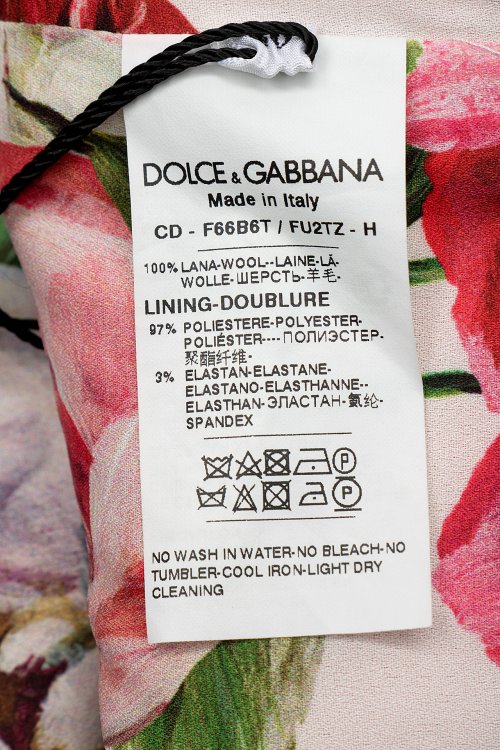 DOLCE & GABBANA
Made in Italy
CD - F66B6T / FU2TZ - H
100% LANA-WOOL--LAINE-LÃ-
WOLLE-ШЕРСТЬ-羊毛-
LINING-DOUBLURE
97% POLIESTERE-POLYESTER-
POLIÉSTER----ПОЛИЭСТЕР-
聚酯纤维-
3% ELASTAN-ELASTANE-
ELASTANO-ELASTHANNE--
ELASTHAN-ЭЛАСТАН-氨纶-
SPANDEX
P
P
NO WASH IN WATER-NO BLEACH-NO
TUMBLER-COOL IRON-LIGHT DRY
CLEANING